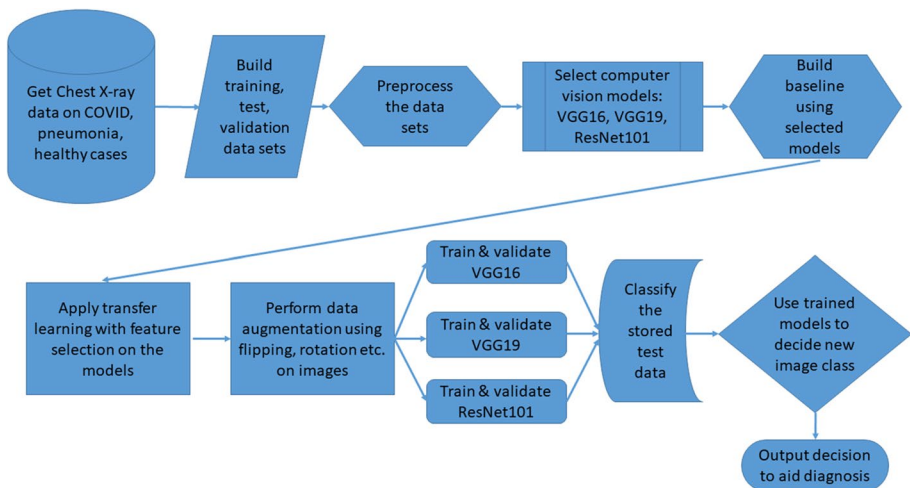 Get Chest X-ray
data on COVID,
pneumonia,
healthy cases
Build
training,
test,
validation
data sets
Preprocess
the data
sets
Select computer
vision models:
VGG16, VGG19,
ResNet101
Build
baseline
using
selected
models
Apply transfer
learning with feature
selection on the
models
Perform data
augmentation using
flipping, rotation etc.
on images
Train & validate
VGG16
Train & validate
VGG19
Train & validate
ResNet101
Classify
the
stored
test
data
Use trained
models to
decide new
image class
Output decision
to aid diagnosis